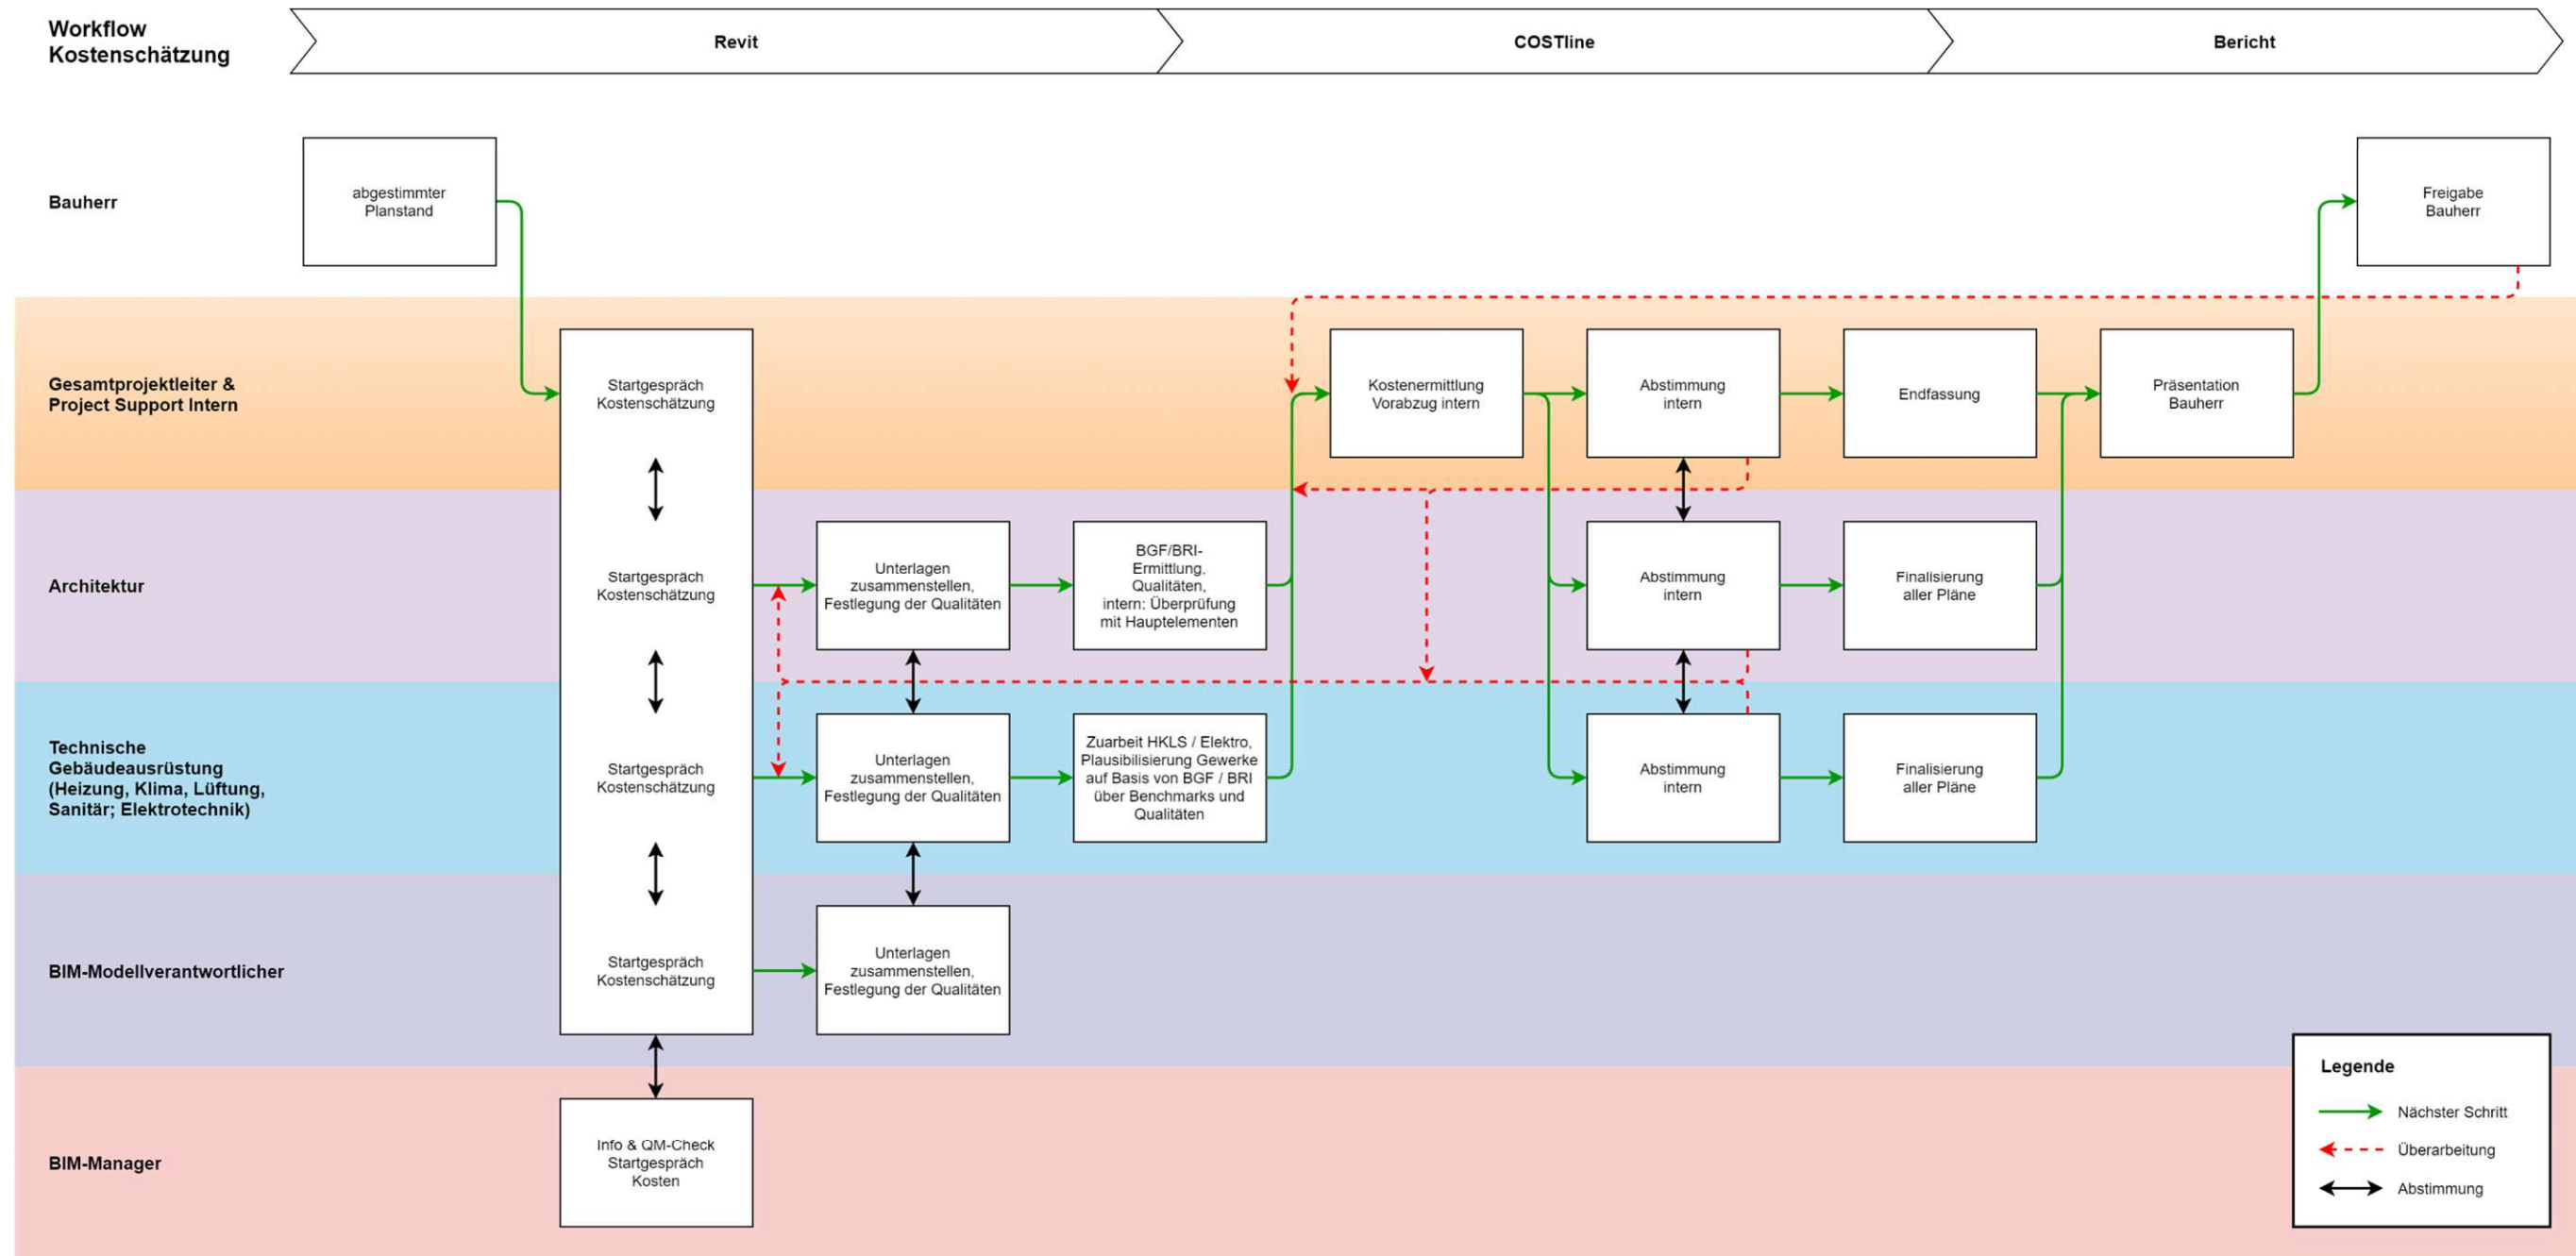 Workflow
Kostenschätzung
Revit
COSTline
Bericht
Bauherr
abgestimmter
Planstand
Freigabe
Bauherr
Gesamtprojektleiter &
Project Support Intern
Startgespräch
Kostenschätzung
Kostenermittlung
Vorabzug intern
Abstimmung
intern
Endfassung
Präsentation
Bauherr
Architektur
Startgespräch
Kostenschätzung
Unterlagen
zusammenstellen,
Festlegung der Qualitäten
BGF/BRI-
Ermittlung.
Qualitäten,
intern: Überprüfung
mit Hauptelementen
Abstimmung
intern
Finalisierung
aller Pläne
Technische
Gebäudeausrüstung
(Heizung, Klima, Lüftung,
Sanitär; Elektrotechnik)
Startgespräch
Kostenschätzung
Unterlagen
zusammenstellen,
Festlegung der Qualitäten
Zuarbeit HKLS / Elektro,
Plausibilisierung Gewerke
auf Basis von BGF / BRI
über Benchmarks und
Qualitäten
Abstimmung
intern
Finalisierung
aller Pläne
BIM-Modellverantwortlicher
Startgespräch
Kostenschätzung
Unterlagen
zusammenstellen,
Festlegung der Qualitäten
BIM-Manager
Info & QM-Check
Startgespräch
Kosten
Legende
Nächster Schritt
Überarbeitung
Abstimmung